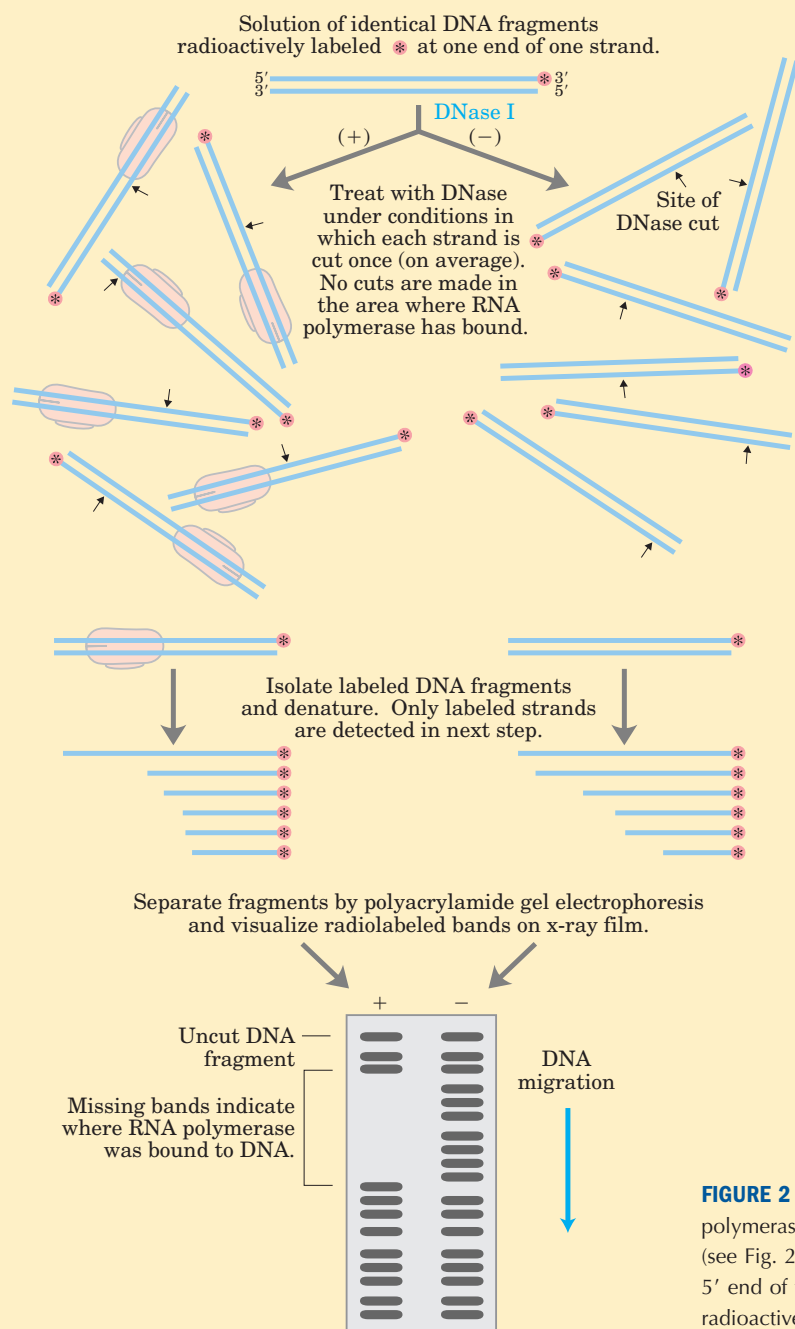 Solution of identical DNA fragments
radioactively labeled * at one end of one strand.
5′ * 3′
3′ 5′
DNase I
(+) (−)
Treat with DNase
under conditions in
which each strand is
cut once (on average).
No cuts are made in
the area where RNA
polymerase has bound.
Site of
DNase cut
Isolate labeled DNA fragments
and denature. Only labeled strands
are detected in next step.
Separate fragments by polyacrylamide gel electrophoresis
and visualize radiolabeled bands on x-ray film.
+ −
Uncut DNA
fragment
Missing bands indicate
where RNA polymerase
was bound to DNA.
DNA
migration
FIGURE 2
polymeras
(see Fig. 2
5′ end of
radioactive